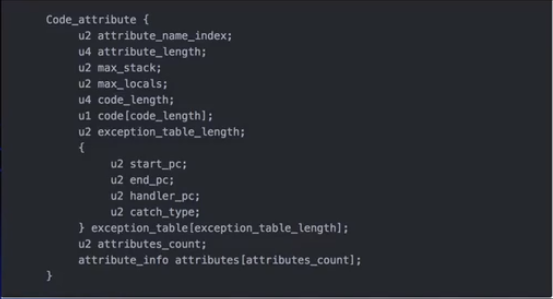 Code_attribute {
u2 attribute_name_index;
u4 attribute_length;
u2 max_stack;
u2 max_locals;
u4 code_length;
u1 code[code_length];
u2 exception_table_length;
{
u2 start_pc;
u2 end_pc;
u2 handler_pc;
u2 catch_type;
} exception_table[exception_table_length];
u2 attributes_count;
attribute_info attributes[attributes_count];
}